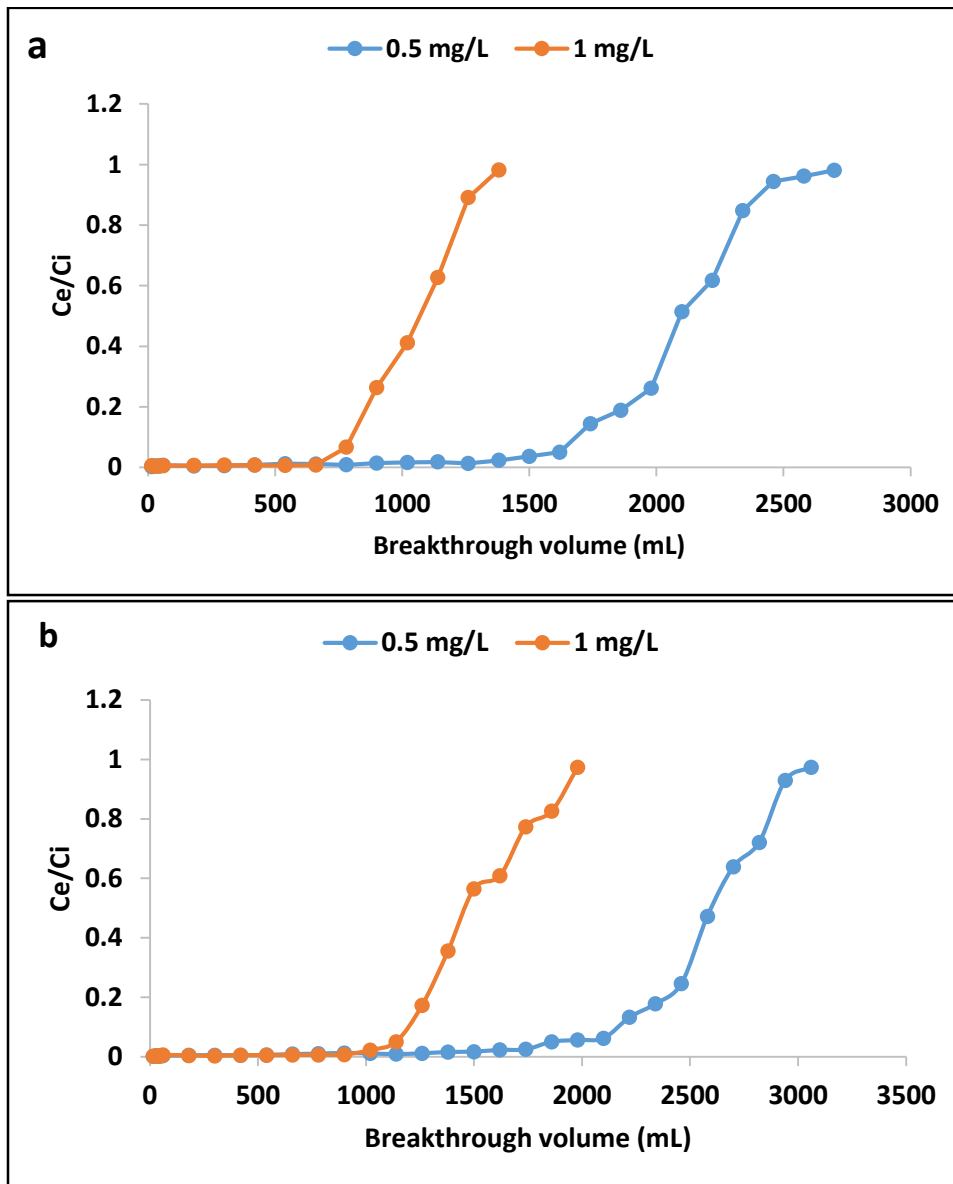 a
0.5 mg/L 1 mg/L
1.2
1
0.8
0.6
0.4
0.2
0
Ce/Ci
0 500 1000 1500 2000 2500 3000
Breakthrough volume (mL)
b
0.5 mg/L 1 mg/L
1.2
1
0.8
0.6
0.4
0.2
0
Ce/Ci
0 500 1000 1500 2000 2500 3000 3500
Breakthrough volume (mL)